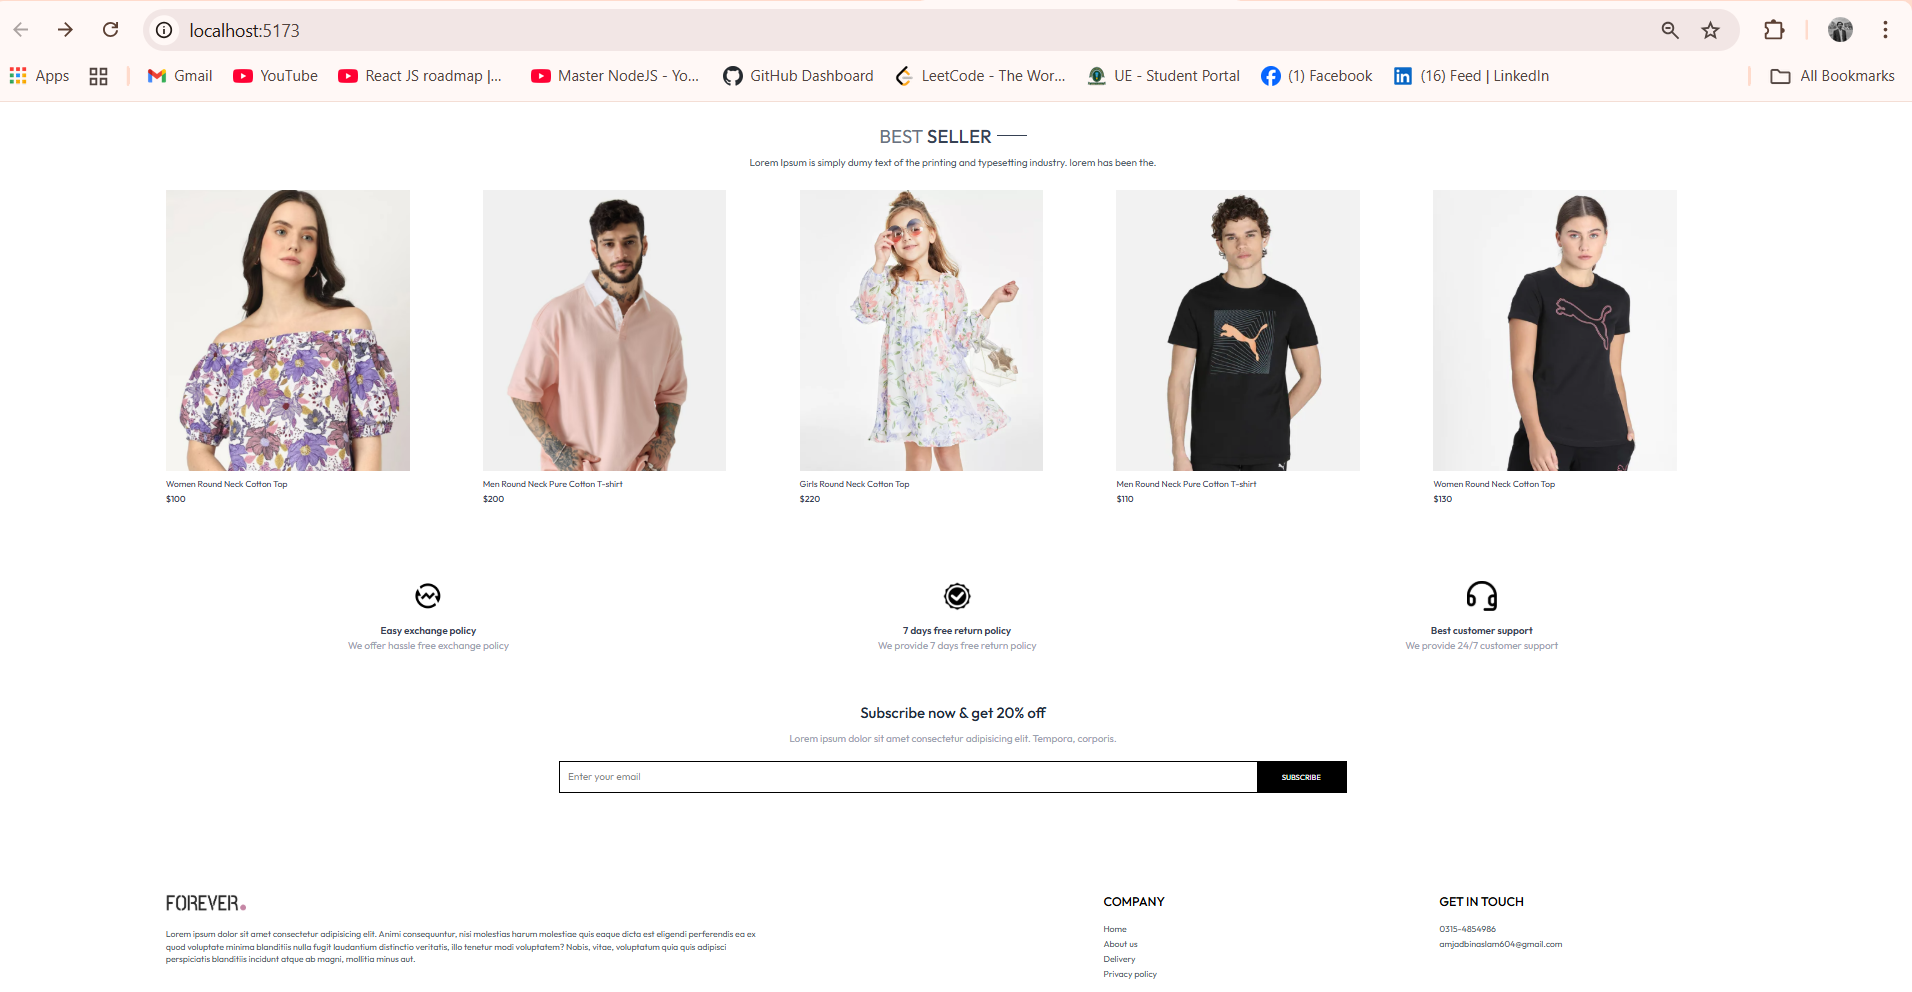 localhost:5173
Apps
Gmail
YouTube
React JS roadmap |...
Master NodeJS - Yo...
GitHub Dashboard
LeetCode - The Wor...
UE - Student Portal
(1) Facebook
(16) Feed | LinkedIn
All Bookmarks
BEST SELLER
Lorem Ipsum is simply dumy text of the printing and typesetting industry. lorem has been the.
Women Round Neck Cotton Top
$100
Men Round Neck Pure Cotton T-shirt
$200
Girls Round Neck Cotton Top
$220
Men Round Neck Pure Cotton T-shirt
$110
Women Round Neck Cotton Top
$130
Easy exchange policy
We offer hassle free exchange policy
7 days free return policy
We provide 7 days free return policy
Best customer support
We provide 24/7 customer support
Subscribe now & get 20% off
Lorem ipsum dolor sit amet consectetur adipisicing elit. Tempora, corporis.
Enter your email
SUBSCRIBE
FOREVER.
Lorem ipsum dolor sit amet consectetur adipisicing elit. Animi consequuntur, nisi molestias harum molestiae quis eaque dicta est eligendi perferendis ea ex
quod voluptate minima blanditiis nulla fugit laudantium distinctio veritatis, illo tenetur modi voluptatem? Nobis, vitae, voluptatum quia quis adipisci
perspiciatis blanditiis incidunt atque ab magni, mollitia minus aut.
COMPANY
Home
About us
Delivery
Privacy policy
GET IN TOUCH
0315-4854986
amjadbinaslam604@gmail.com